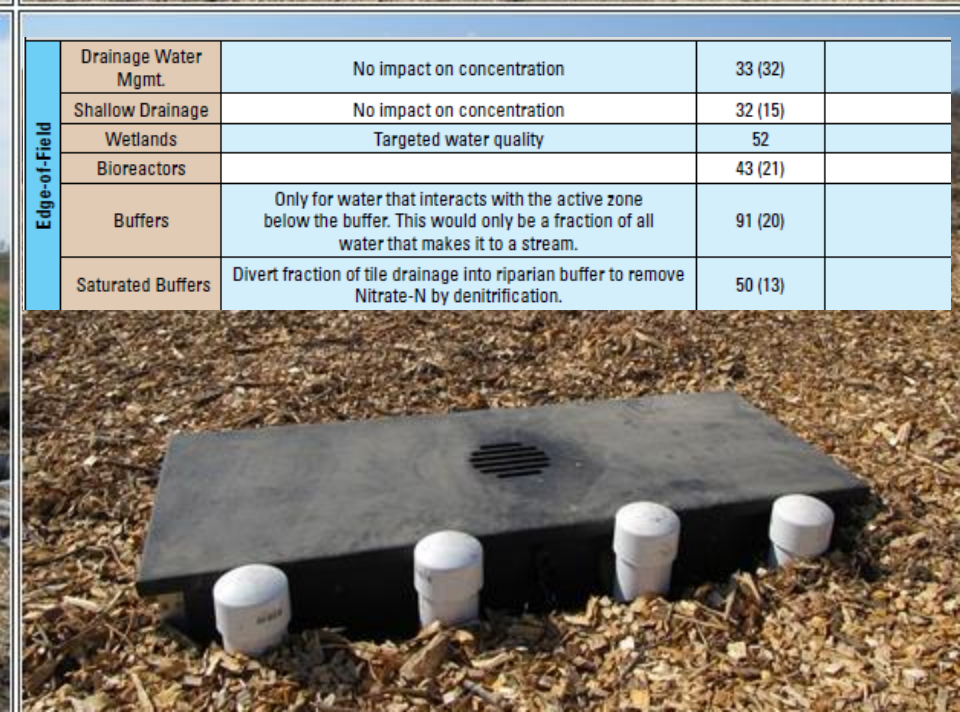 Edge-of-Field
Drainage Water
Mgmt.
No impact on concentration
33 (32)
Shallow Drainage
No impact on concentration
32 (15)
Wetlands
Targeted water quality
52
Bioreactors
43 (21)
Buffers
Only for water that interacts with the active zone
below the buffer. This would only be a fraction of all
water that makes it to a stream.
91 (20)
Saturated Buffers
Divert fraction of tile drainage into riparian buffer to remove
Nitrate-N by denitrification.
50 (13)